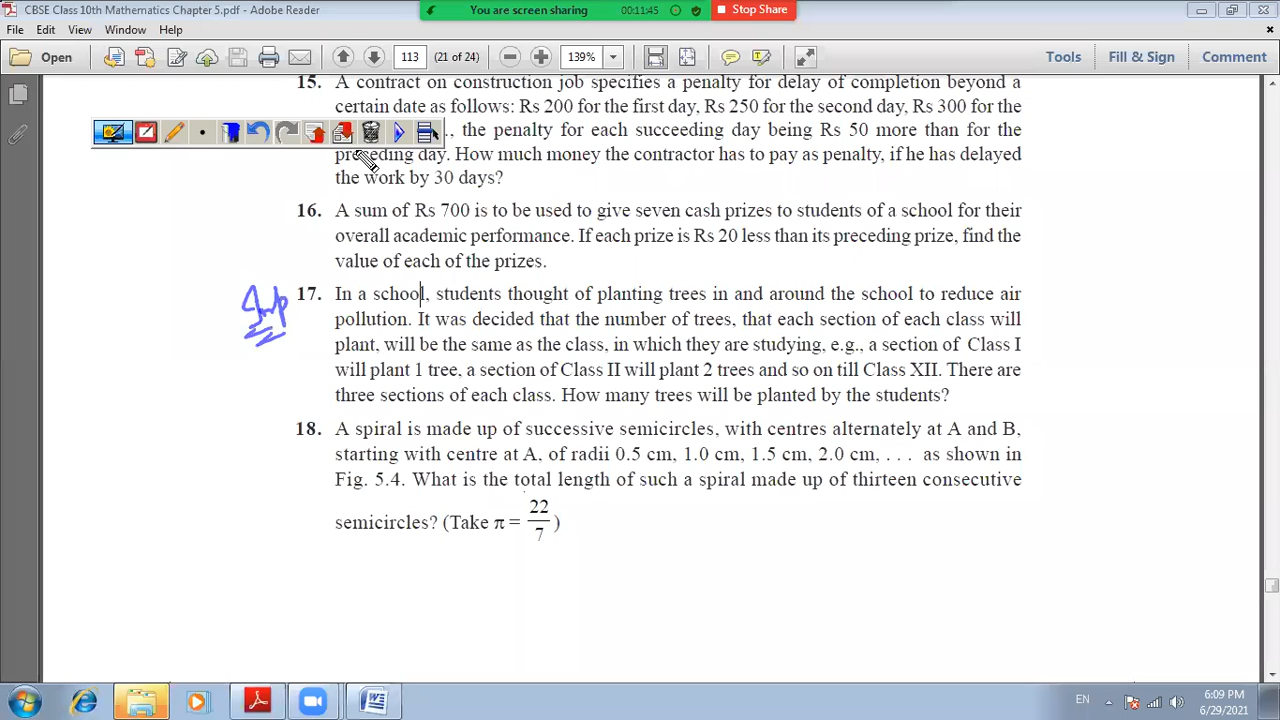 CBSE Class 10th Mathematics Chapter 5.pdf - Adobe Reader
You are screen sharing
00:11:45
Stop Share
File Edit View Window Help
Open
113
(21 of 24)
139%
Tools
Fill & Sign
Comment
15. A contract on construction job specifies a penalty for delay of completion beyond a
certain date as follows: Rs 200 for the first day, Rs 250 for the second day, Rs 300 for the
., the penalty for each succeeding day being Rs 50 more than for the
preceding day. How much money the contractor has to pay as penalty, if he has delayed
the work by 30 days?
16. A sum of Rs 700 is to be used to give seven cash prizes to students of a school for their
overall academic performance. If each prize is Rs 20 less than its preceding prize, find the
value of each of the prizes.
Imp
17. In a school, students thought of planting trees in and around the school to reduce air
pollution. It was decided that the number of trees, that each section of each class will
plant, will be the same as the class, in which they are studying, e.g., a section of Class I
will plant 1 tree, a section of Class II will plant 2 trees and so on till Class XII. There are
three sections of each class. How many trees will be planted by the students?
18. A spiral is made up of successive semicircles, with centres alternately at A and B,
starting with centre at A, of radii 0.5 cm, 1.0 cm, 1.5 cm, 2.0 cm, . . . as shown in
Fig. 5.4. What is the total length of such a spiral made up of thirteen consecutive
semicircles? (Take π = 22/7)
EN
6:09 PM
6/29/2021